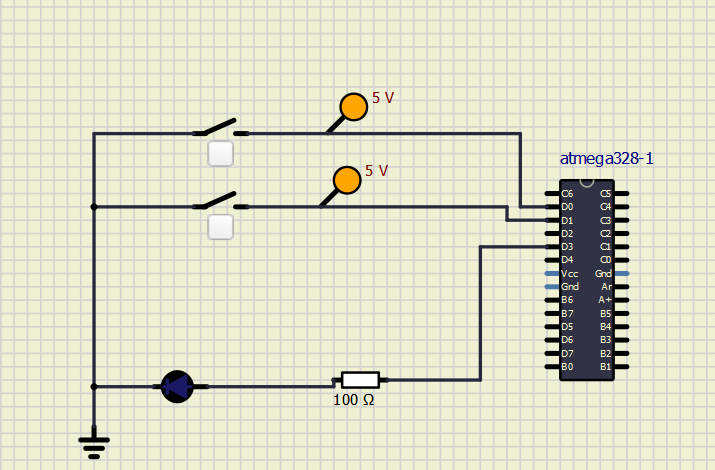 5 V
5 V
atmega328-1
C6 C5
D0 C4
D1 C3
D2 C2
D3 C1
D4 C0
Vcc Gnd
Gnd Ar
B6 A+
B7 B5
D5 B4
D6 B3
D7 B2
B0 B1
100 Ω